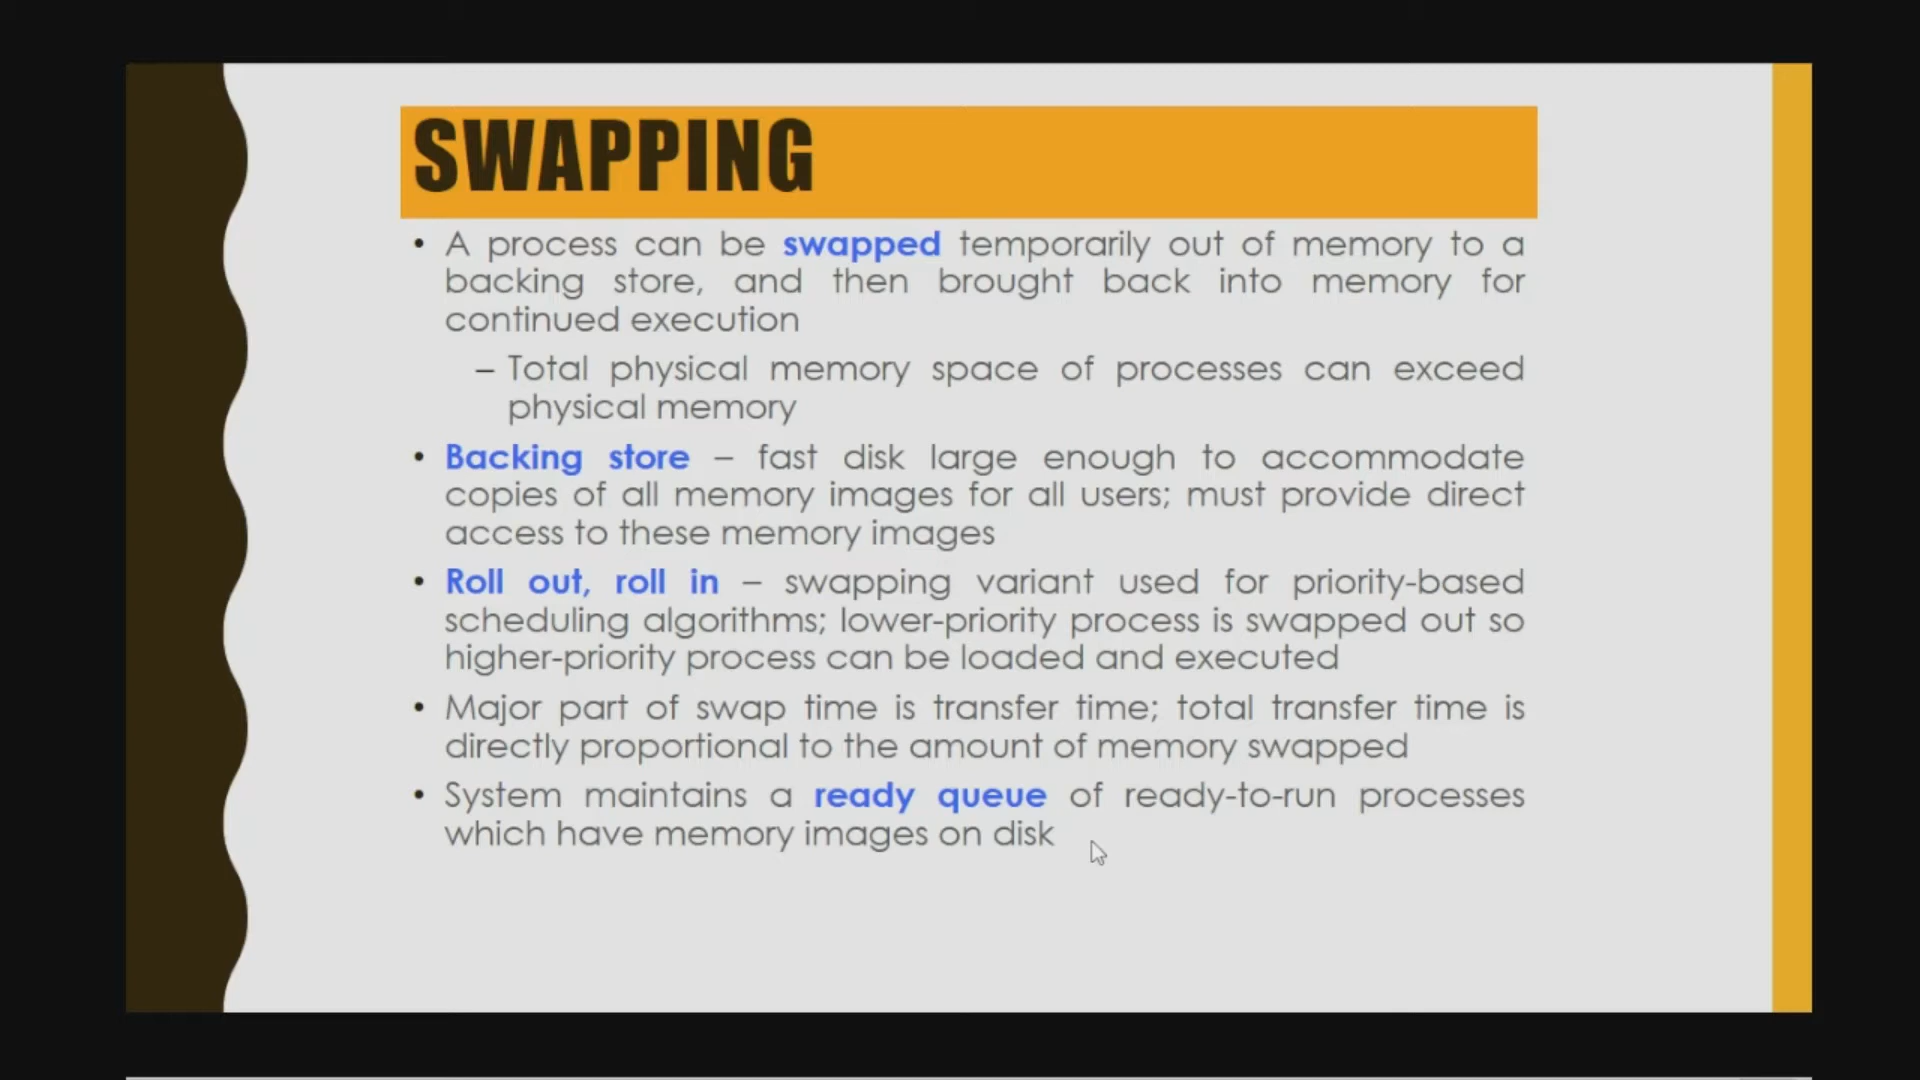 SWAPPING
• A process can be swapped temporarily out of memory to a
backing store, and then brought back into memory for
continued execution
– Total physical memory space of processes can exceed
physical memory
• Backing store – fast disk large enough to accommodate
copies of all memory images for all users; must provide direct
access to these memory images
• Roll out, roll in – swapping variant used for priority-based
scheduling algorithms; lower-priority process is swapped out so
higher-priority process can be loaded and executed
• Major part of swap time is transfer time; total transfer time is
directly proportional to the amount of memory swapped
• System maintains a ready queue of ready-to-run processes
which have memory images on disk